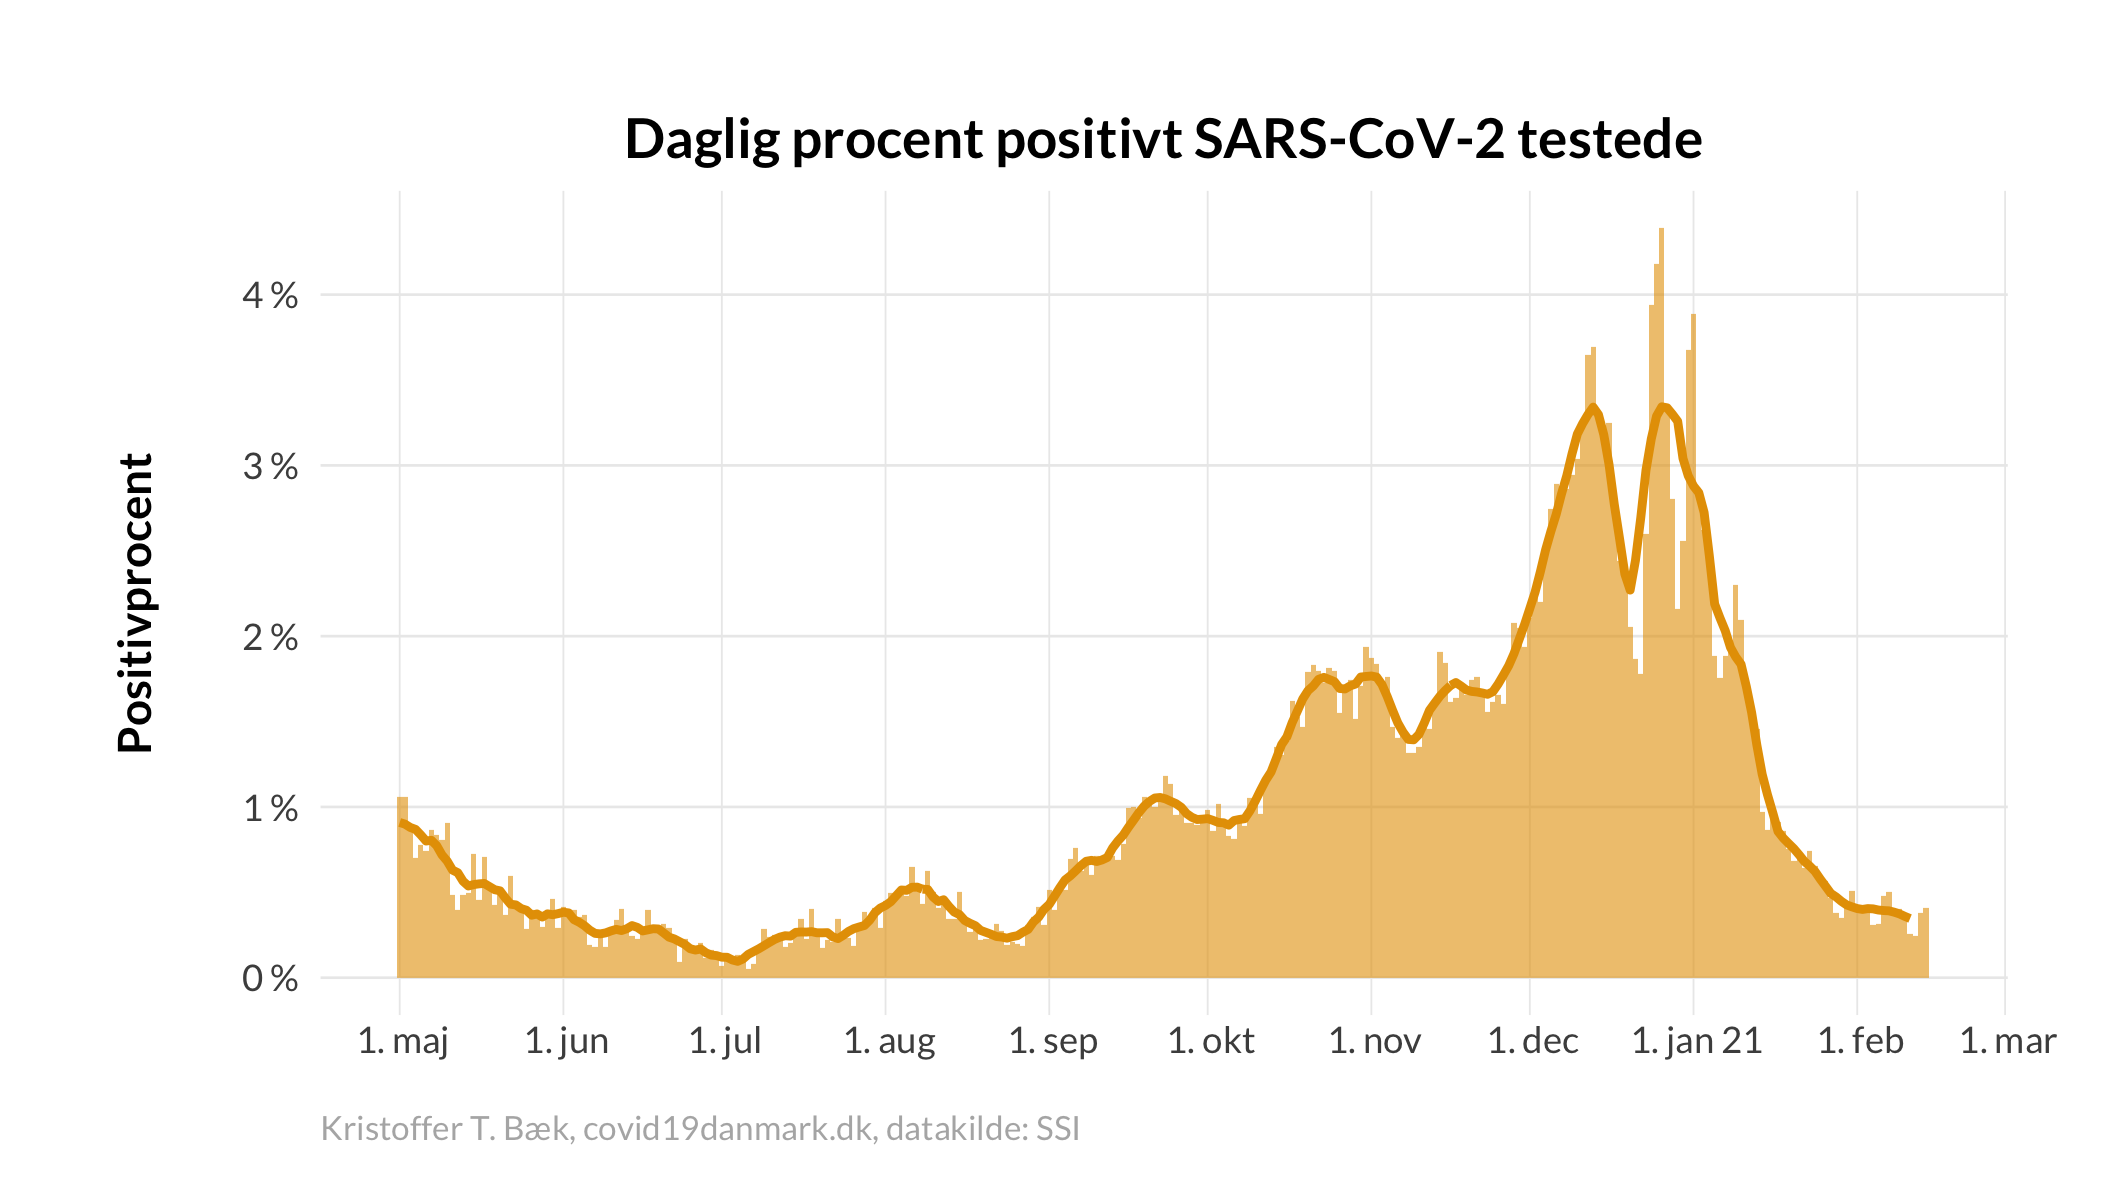 Daglig procent positivt SARS-CoV-2 testede
Positivprocent
4 %
3 %
2 %
1 %
0 %
1. maj 1. jun 1. jul 1. aug 1. sep 1. okt 1. nov 1. dec 1. jan 21 1. feb 1. mar
Kristoffer T. Bæk, covid19danmark.dk, datakilde: SSI